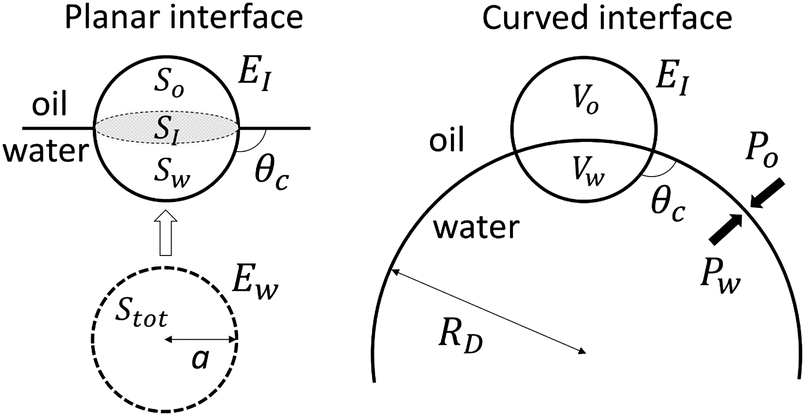 Planar interface
S_o
E_I
oil
S_I
water
S_w
θ_c
E_w
S_tot
a
Curved interface
E_I
V_o
oil
V_w
P_o
θ_c
water
P_w
R_D